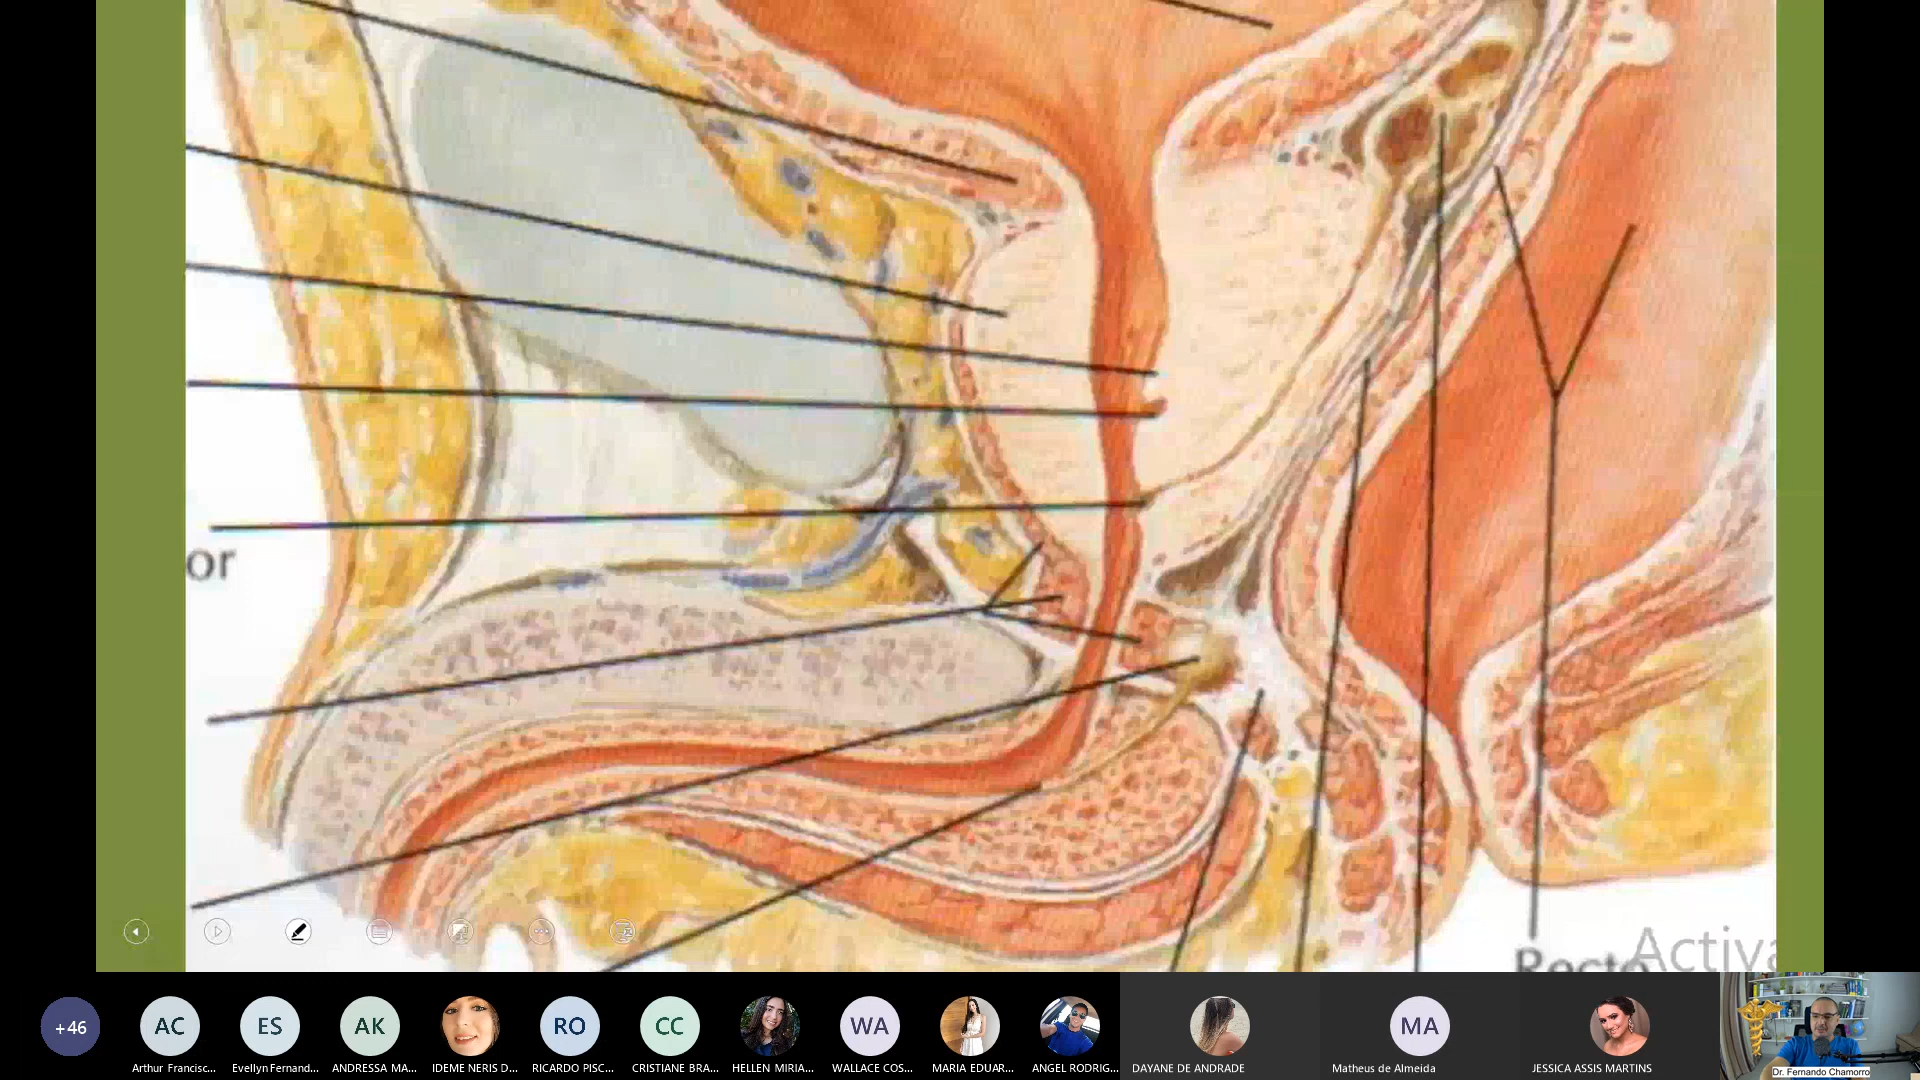 or
Recto
Activa
+46
AC
ES
AK
RO
CC
WA
MA
Arthur Francisc...
Evellyn Fernand...
ANDRESSA MA...
IDEME NERIS D...
RICARDO PISC...
CRISTIANE BRA...
HELLEN MIRIA...
WALLACE COS...
MARIA EDUAR...
ANGEL RODRIG...
DAYANE DE ANDRADE
Matheus de Almeida
JESSICA ASSIS MARTINS
Dr. Fernando Chamorro